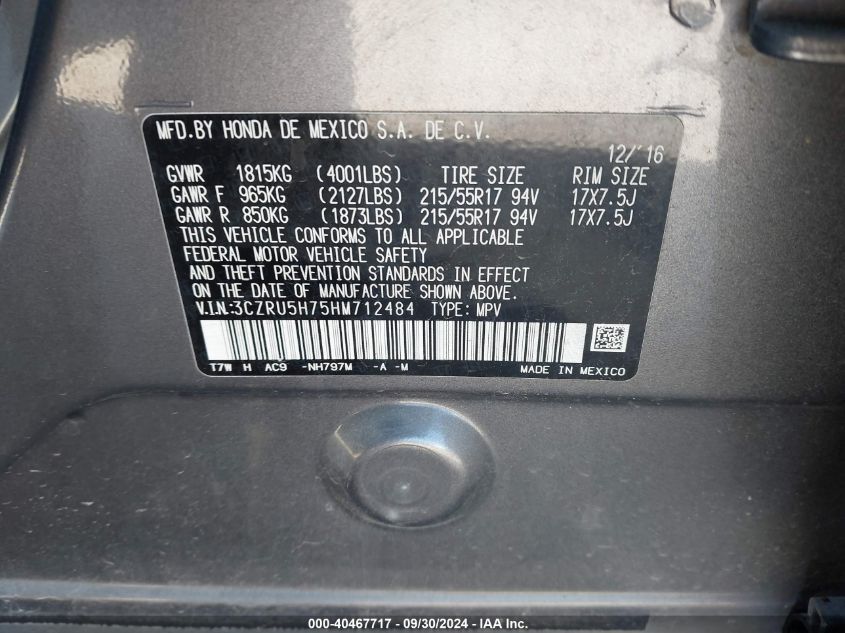 MFD.BY HONDA DE MEXICO S.A. DE C.V.
12/'16
GVWR 1815KG (4001LBS) TIRE SIZE RIM SIZE
GAWR F 965KG (2127LBS) 215/55R17 94V 17X7.5J
GAWR R 850KG (1873LBS) 215/55R17 94V 17X7.5J
THIS VEHICLE CONFORMS TO ALL APPLICABLE
FEDERAL MOTOR VEHICLE SAFETY
AND THEFT PREVENTION STANDARDS IN EFFECT
ON THE DATE OF MANUFACTURE SHOWN ABOVE.
V.I.N:3CZRU5H75HM712484 TYPE: MPV
T7W H AC9 -NH797M -A -M MADE IN MEXICO
000-40467717 - 09/30/2024 - IAA Inc.